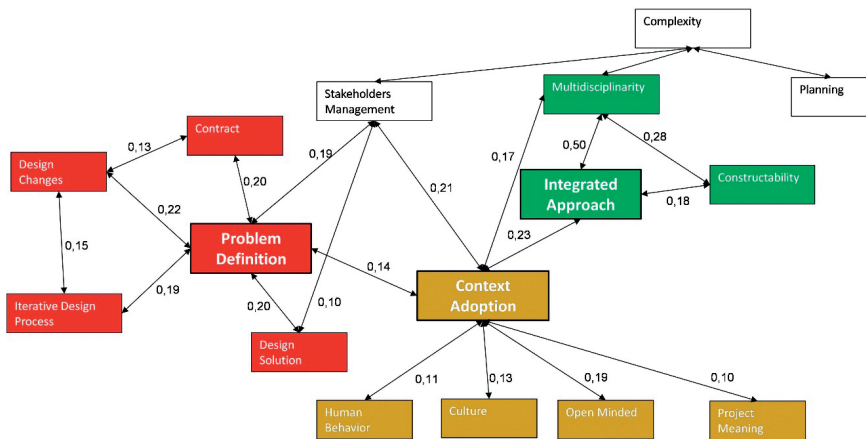 Complexity
Stakeholders
Management
Multidisciplinarity
Planning
Contract
0,13
0,19
0,17
0,50
0,28
Design
Changes
0,20
0,21
Integrated
Approach
Constructability
0,18
0,22
Problem
Definition
0,23
0,15
0,14
0,19
0,20
0,10
Context
Adoption
Iterative Design
Process
Design
Solution
0,11
0,13
0,19
0,10
Human
Behavior
Culture
Open Minded
Project
Meaning